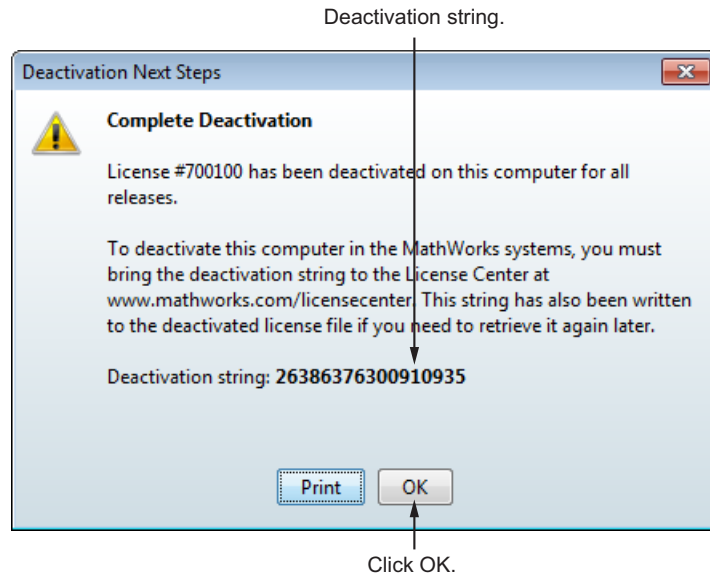 Deactivation string.
Deactivation Next Steps
Complete Deactivation
License #700100 has been deactivated on this computer for all
releases.
To deactivate this computer in the MathWorks systems, you must
bring the deactivation string to the License Center at
www.mathworks.com/licensecenter. This string has also been written
to the deactivated license file if you need to retrieve it again later.
Deactivation string: 26386376300910935
Print OK
Click OK.